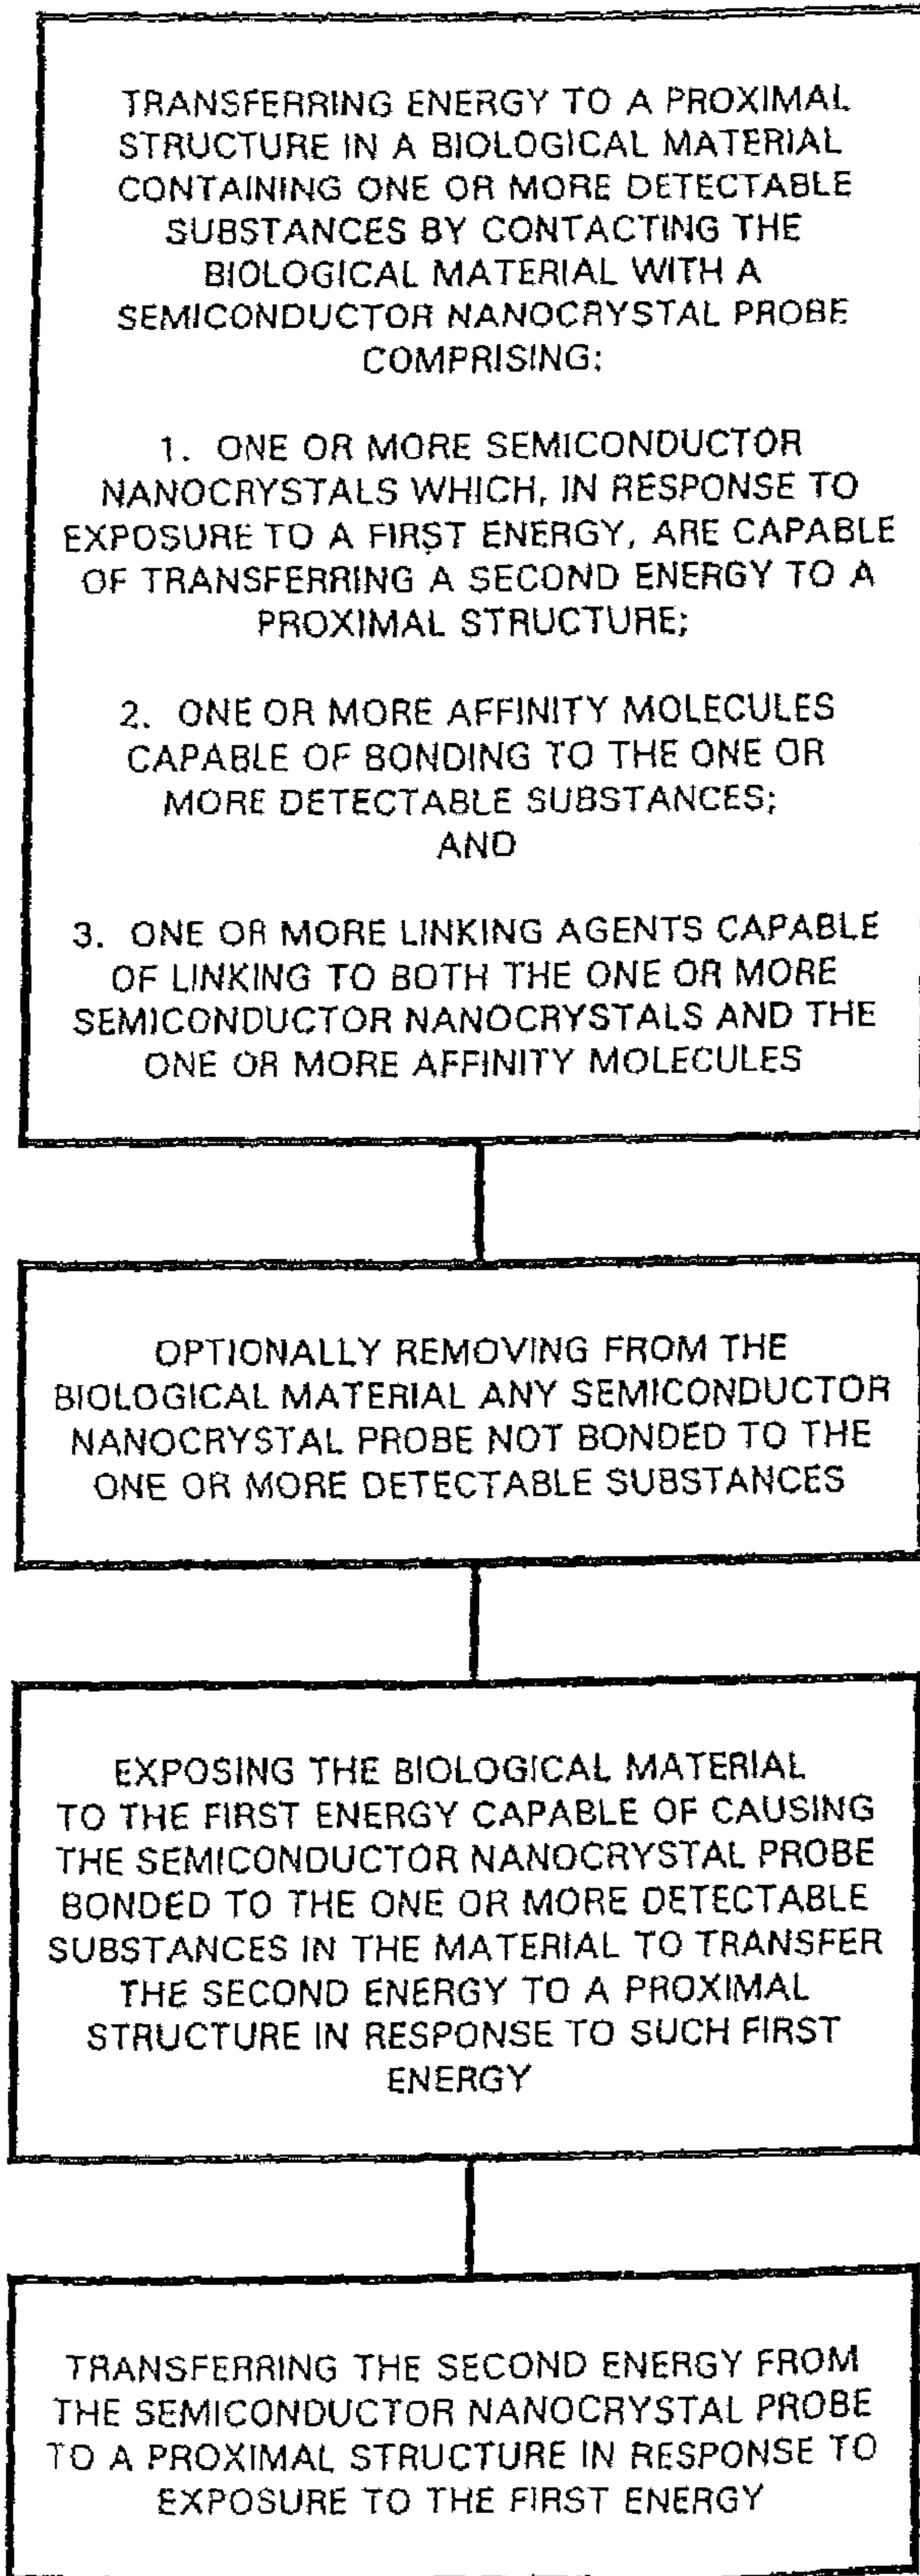 TRANSFERRING ENERGY TO A PROXIMAL
STRUCTURE IN A BIOLOGICAL MATERIAL
CONTAINING ONE OR MORE DETECTABLE
SUBSTANCES BY CONTACTING THE
BIOLOGICAL MATERIAL WITH A
SEMICONDUCTOR NANOCRYSTAL PROBE
COMPRISING:
1. ONE OR MORE SEMICONDUCTOR
NANOCRYSTALS WHICH, IN RESPONSE TO
EXPOSURE TO A FIRST ENERGY, ARE CAPABLE
OF TRANSFERRING A SECOND ENERGY TO A
PROXIMAL STRUCTURE;
2. ONE OR MORE AFFINITY MOLECULES
CAPABLE OF BONDING TO THE ONE OR
MORE DETECTABLE SUBSTANCES;
AND
3. ONE OR MORE LINKING AGENTS CAPABLE
OF LINKING TO BOTH THE ONE OR MORE
SEMICONDUCTOR NANOCRYSTALS AND THE
ONE OR MORE AFFINITY MOLECULES
OPTIONALLY REMOVING FROM THE
BIOLOGICAL MATERIAL ANY SEMICONDUCTOR
NANOCRYSTAL PROBE NOT BONDED TO THE
ONE OR MORE DETECTABLE SUBSTANCES
EXPOSING THE BIOLOGICAL MATERIAL
TO THE FIRST ENERGY CAPABLE OF CAUSING
THE SEMICONDUCTOR NANOCRYSTAL PROBE
BONDED TO THE ONE OR MORE DETECTABLE
SUBSTANCES IN THE MATERIAL TO TRANSFER
THE SECOND ENERGY TO A PROXIMAL
STRUCTURE IN RESPONSE TO SUCH FIRST
ENERGY
TRANSFERRING THE SECOND ENERGY FROM
THE SEMICONDUCTOR NANOCRYSTAL PROBE
TO A PROXIMAL STRUCTURE IN RESPONSE TO
EXPOSURE TO THE FIRST ENERGY